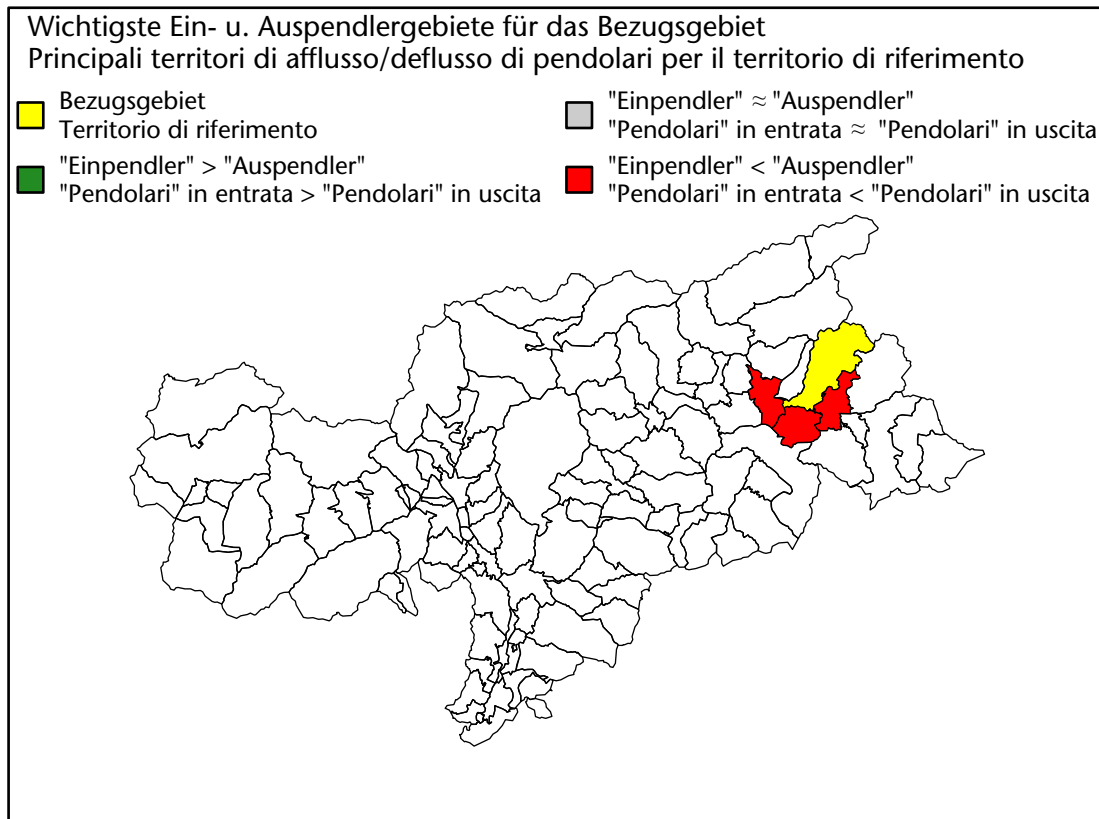 Wichtigste Ein- u. Auspendlergebiete für das Bezugsgebiet
Principali territori di afflusso/deflusso di pendolari per il territorio di riferimento
Bezugsgebiet
Territorio di riferimento
"Einpendler" > "Auspendler"
"Pendolari" in entrata > "Pendolari" in uscita
"Einpendler" ≈ "Auspendler"
"Pendolari" in entrata ≈ "Pendolari" in uscita
"Einpendler" < "Auspendler"
"Pendolari" in entrata < "Pendolari" in uscita